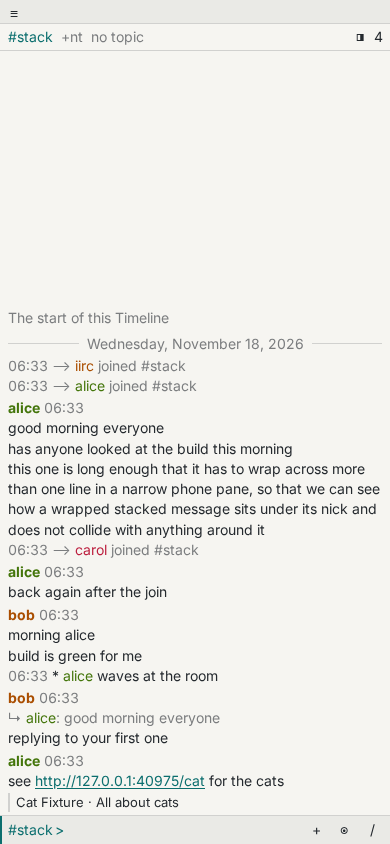 ≡
#stack +nt no topic ◨ 4
The start of this Timeline
Wednesday, November 18, 2026
06:33 → iirc joined #stack
06:33 → alice joined #stack
alice 06:33
good morning everyone
has anyone looked at the build this morning
this one is long enough that it has to wrap across more
than one line in a narrow phone pane, so that we can see
how a wrapped stacked message sits under its nick and
does not collide with anything around it
06:33 → carol joined #stack
alice 06:33
back again after the join
bob 06:33
morning alice
build is green for me
06:33 * alice waves at the room
bob 06:33
↳ alice: good morning everyone
replying to your first one
alice 06:33
see http://127.0.0.1:40975/cat for the cats
Cat Fixture · All about cats
#stack > + ⊙ /